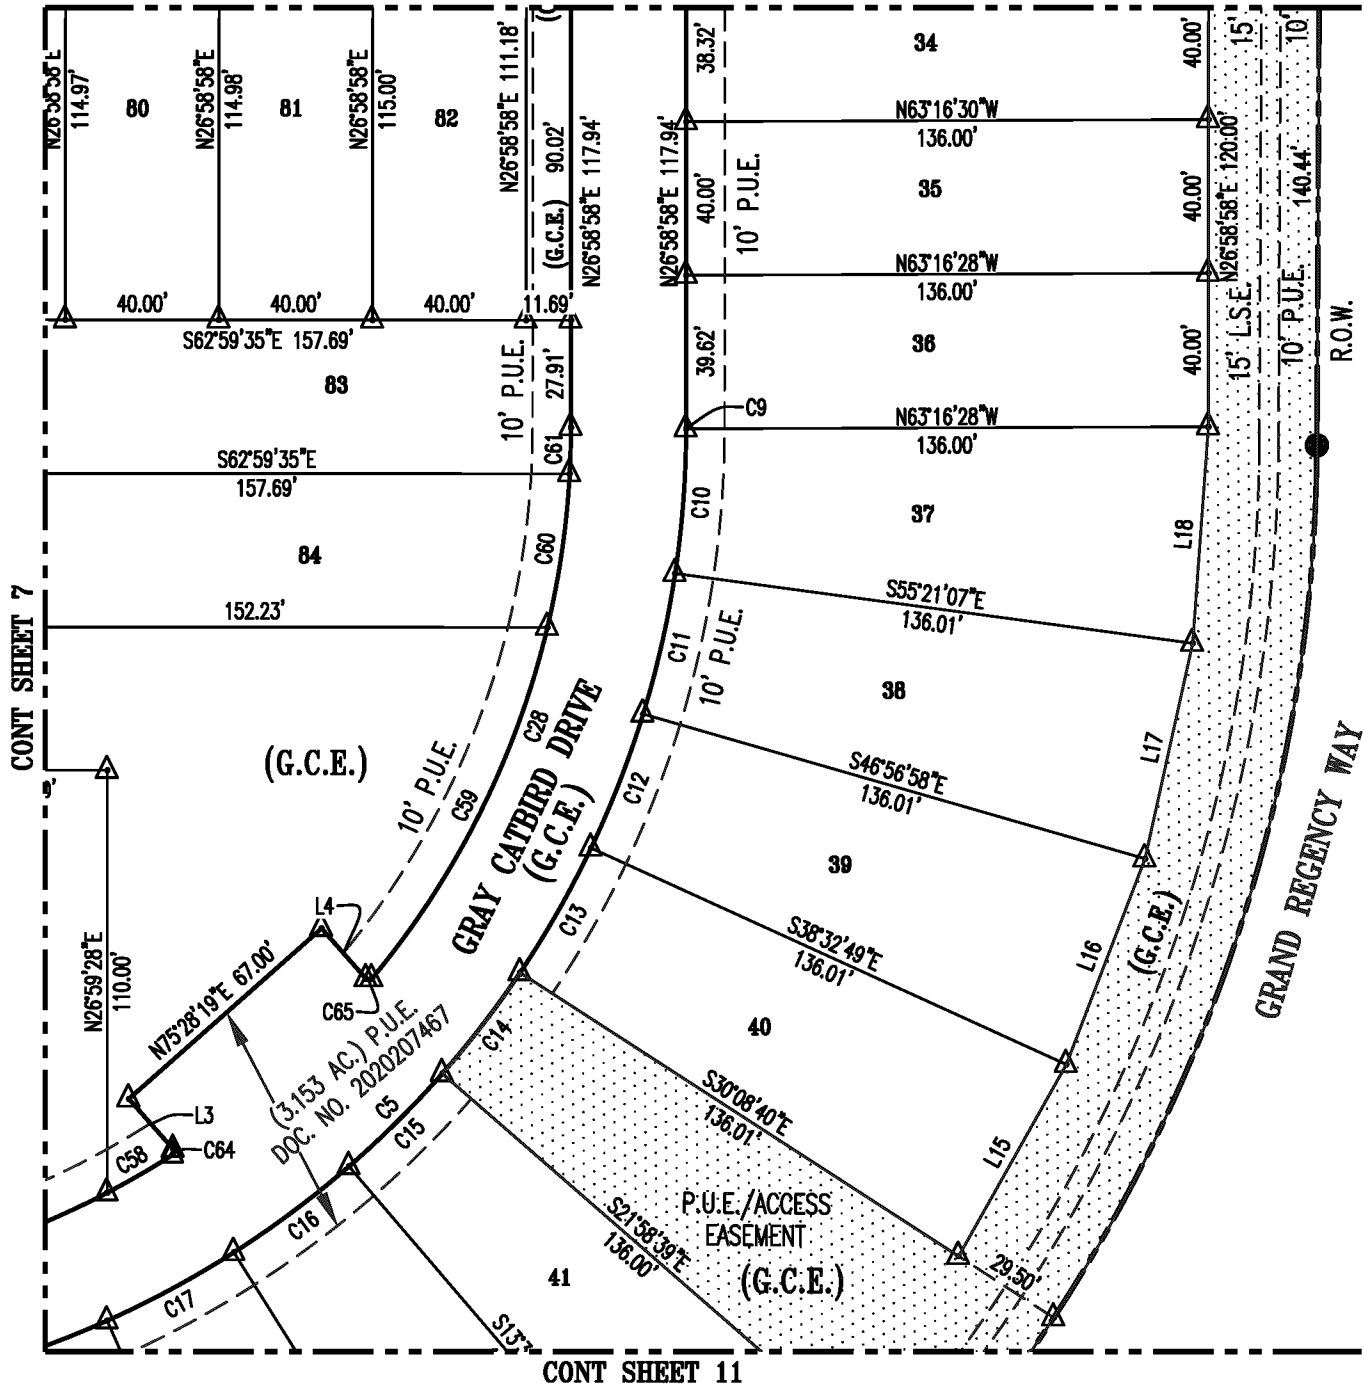 N26°58'58"E
114.97'
80
N26°58'58"E
114.98'
81
N26°58'58"E
115.00'
82
N26°58'58"E 111.18'
(G.C.E.) 90.02'
N26°58'58"E 117.94'
N26°58'58"E 117.94'
38.32'
40.00'
39.62'
10' P.U.E.
34
40.00'
N63°16'30"W
136.00'
35
40.00'
N63°16'28"W
136.00'
36
40.00'
N63°16'28"W
136.00'
N26°58'58"E 120.00'
15'
10'
15' L.S.E.
10' P.U.E.
140.44'
R.O.W.
40.00'
40.00'
40.00'
11.69'
S62°59'35"E 157.69'
83
10' P.U.E.
27.91'
C61
C9
S62°59'35"E
157.69'
84
C60
C10
37
L18
152.23'
S55°21'07"E
136.01'
C11
10' P.U.E.
38
L17
CONT SHEET 7
(G.C.E.)
10' P.U.E.
C59
C28
GRAY CATBIRD DRIVE
(G.C.E.)
C12
S46°56'58"E
136.01'
39
L16
(G.C.E.)
GRAND REGENCY WAY
C13
S38°32'49"E
136.01'
40
L15
L4
N26°59'28"E
110.00'
N75°28'19"E 67.00'
C65
(3.153 AC.) P.U.E.
DOC. NO. 2020207467
C14
S30°08'40"E
136.01'
L3
C64
C58
C5
C15
C16
C17
P.U.E./ACCESS
EASEMENT
(G.C.E.)
S21°58'39"E
136.00'
29.50'
41
S13°3
CONT SHEET 11